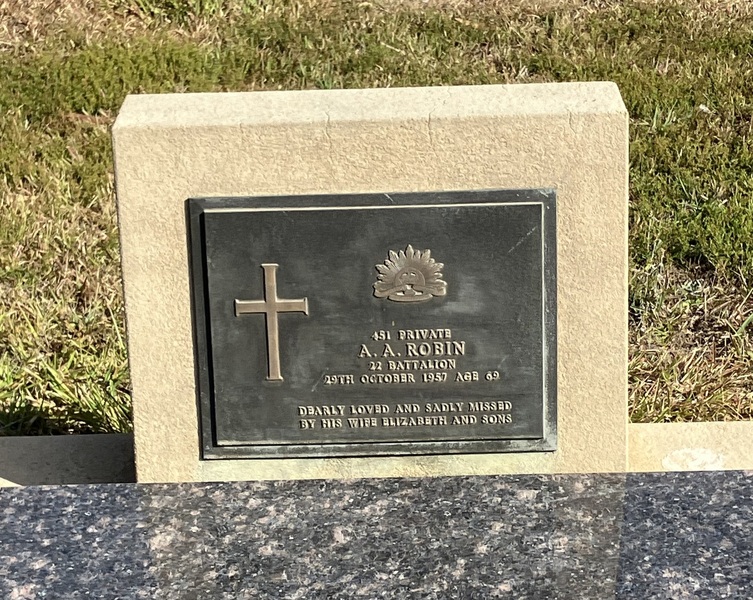 451 PRIVATE
A. A. ROBIN
22 BATTALION
29TH OCTOBER 1957 AGE 69
DEARLY LOVED AND SADLY MISSED
BY HIS WIFE ELIZABETH AND SONS